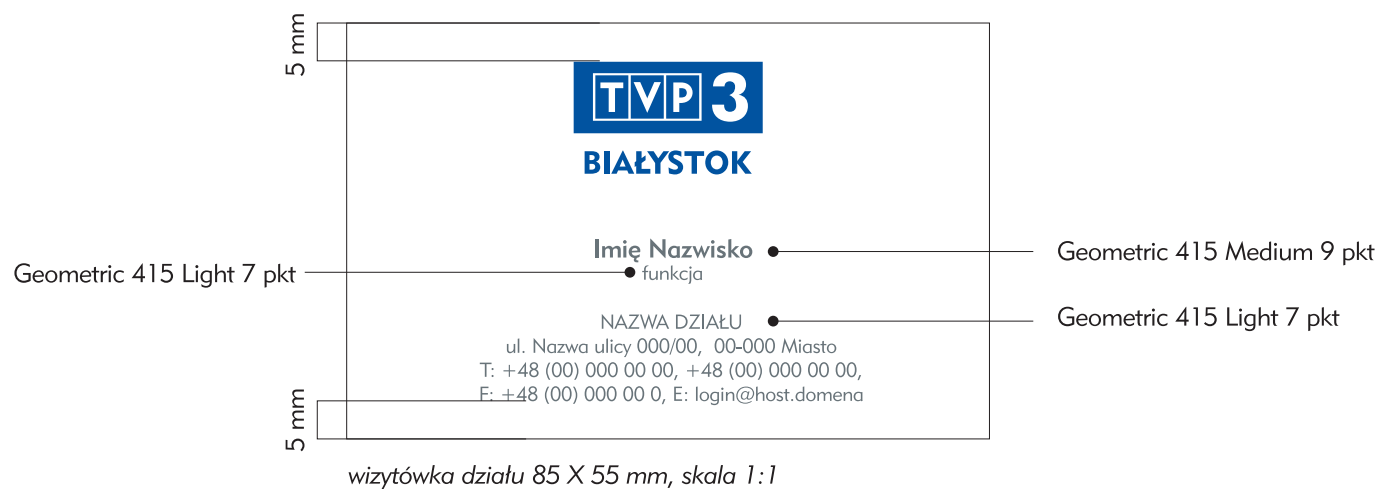 5 mm
TVP 3
BIAŁYSTOK
Imię Nazwisko
Geometric 415 Medium 9 pkt
Geometric 415 Light 7 pkt
funkcja
NAZWA DZIAŁU
Geometric 415 Light 7 pkt
ul. Nazwa ulicy 000/00, 00-000 Miasto
T: +48 (00) 000 00 00, +48 (00) 000 00 00,
F: +48 (00) 000 00 0, E: login@host.domena
5 mm
wizytówka działu 85 X 55 mm, skala 1:1